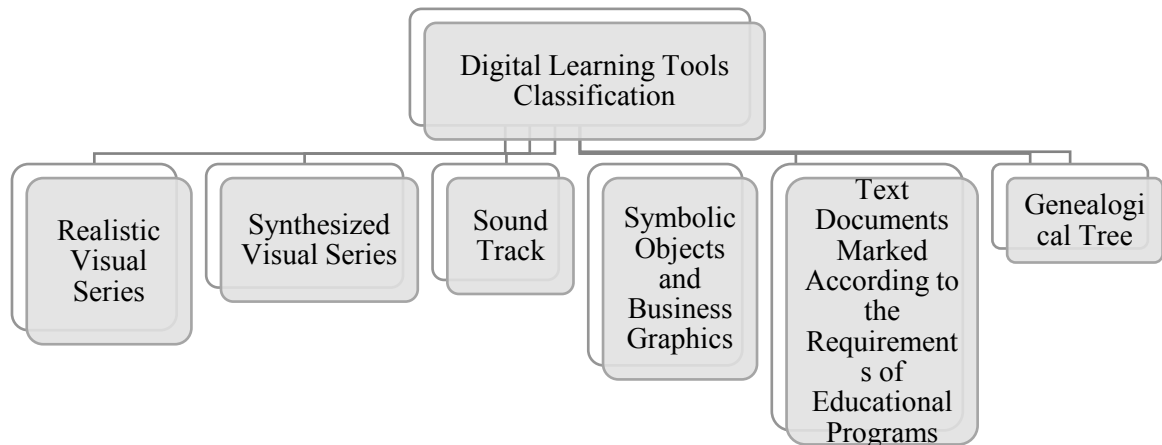 Digital Learning Tools
Classification
Realistic
Visual
Series
Synthesized
Visual Series
Sound
Track
Symbolic
Objects
and
Business
Graphics
Text
Documents
Marked
According to
the
Requirement
s of
Educational
Programs
Genealogi
cal Tree